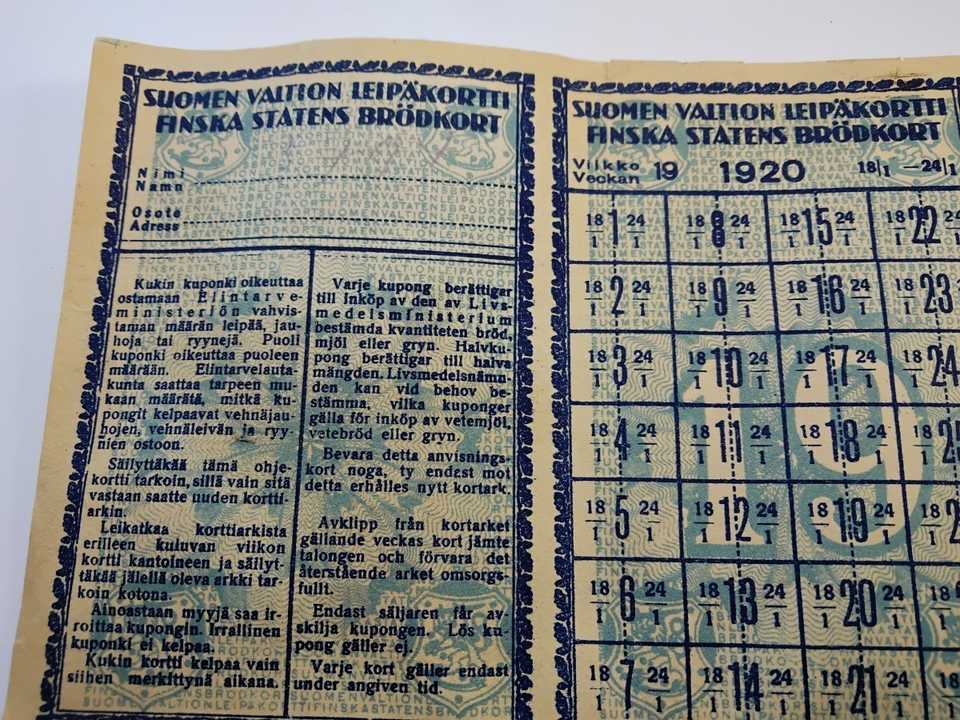 SUOMEN VALTION LEIPÄKORTTI
FINSKA STATENS BRÖDKORT
Nimi
Namn
Osote
Adress
Kukin kuponki oikeuttaa
ostamaan Elintarve-
ministeriön vahvis-
taman määrän leipää, jau-
hoja tai ryynejä. Puoli
kuponki oikeuttaa puoleen
määrään. Elintarvelauta-
kunta saattaa tarpeen mu-
kaan määrätä, mitkä ku-
pongit kelpaavat vehnäjau-
hojen, vehnäleivän ja ryy-
nien ostoon.
Säilyttäkää tämä ohje-
kortti tarkoin, sillä vain sitä
vastaan saatte uuden kortti-
arkin.
Leikatkaa korttiarkista
erilleen kuluvan viikon
kortti kantoineen ja säilyt-
täkää jälellä oleva arkki tar-
koin kotona.
Ainoastaan myyjä saa ir-
roittaa kupongin. Irrallinen
kuponki ei kelpaa.
Kukin kortti kelpaa vain
siihen merkittynä aikana.
Varje kupong berättigar
till inköp av den av Livs-
medelsministerium
bestämda kvantiteten bröd,
mjöl eller gryn. Halvku-
pong berättigar till halva
mängden. Livsmedelsnämn-
den kan vid behov be-
stämma, vilka kuponger
gälla för inköp av vetemjöl,
vetebröd eller gryn.
Bevara detta anvisnings-
kort noga, ty endast mot
detta erhålles nytt kortark.
Avklipp från kortarket
gällande veckas kort jämte
talongen och förvara det
återstående arket omsorgs-
fullt.
Endast säljaren får av-
skilja kupongen. Lös ku-
pong gäller ej.
Varje kort gäller endast
under angiven tid.
SUOMEN VALTION LEIPÄKORTTI
FINSKA STATENS BRÖDKORT
Viikko
Veckan 19 1920 18/1—24/1
18/1 1 24/1 18/1 8 24/1 18/1 15 24/1 18/1 22
18/1 2 24/1 18/1 9 24/1 18/1 16 24/1 18/1 23
18/1 3 24/1 18/1 10 24/1 18/1 17 24/1 18/1 24
18/1 4 24/1 18/1 11 24/1 18/1 18 24/1 18/1
18/1 5 24/1 18/1 12 24/1 18/1 19 24/1 18/1
18/1 6 24/1 18/1 13 24/1 18/1 20 24/1 18/1
18/1 7 24/1 18/1 14 24/1 18/1 21 24/1
19